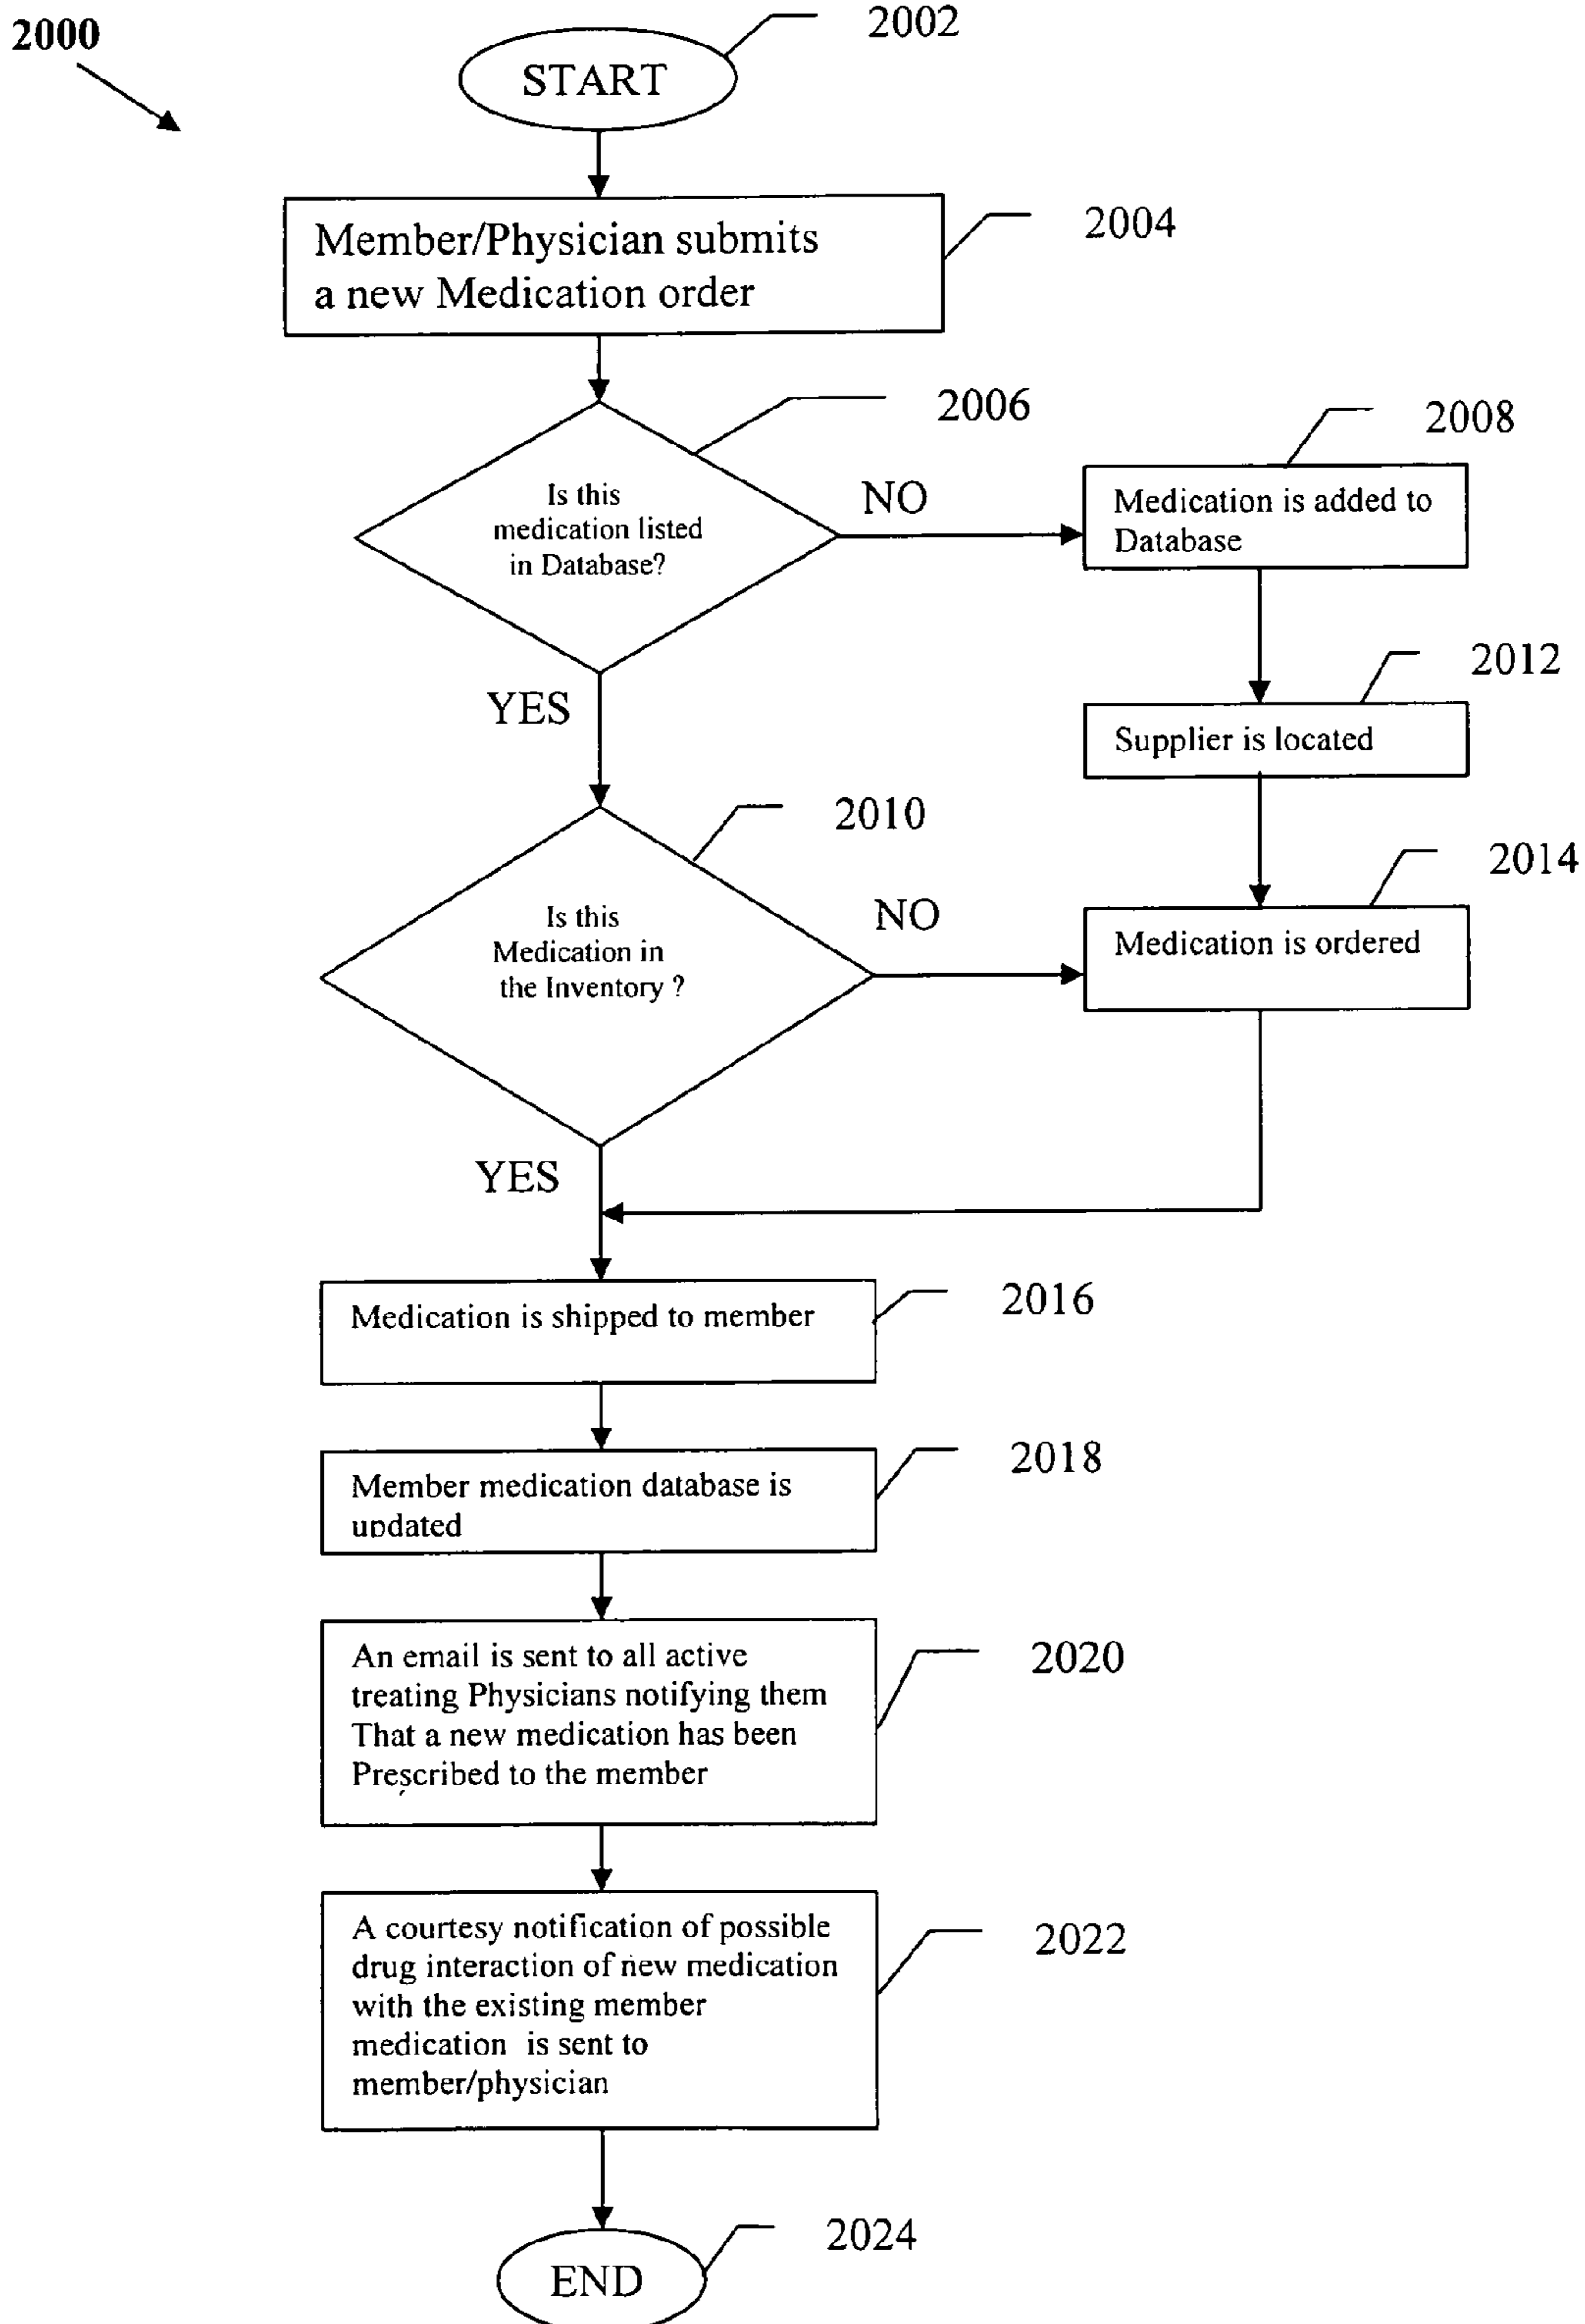 2000
2002
START
2004
Member/Physician submits
a new Medication order
2006
Is this
medication listed
in Database?
NO
2008
Medication is added to
Database
YES
2012
Supplier is located
2010
Is this
Medication in
the Inventory ?
NO
2014
Medication is ordered
YES
2016
Medication is shipped to member
2018
Member medication database is
updated
2020
An email is sent to all active
treating Physicians notifying them
That a new medication has been
Prescribed to the member
2022
A courtesy notification of possible
drug interaction of new medication
with the existing member
medication is sent to
member/physician
2024
END